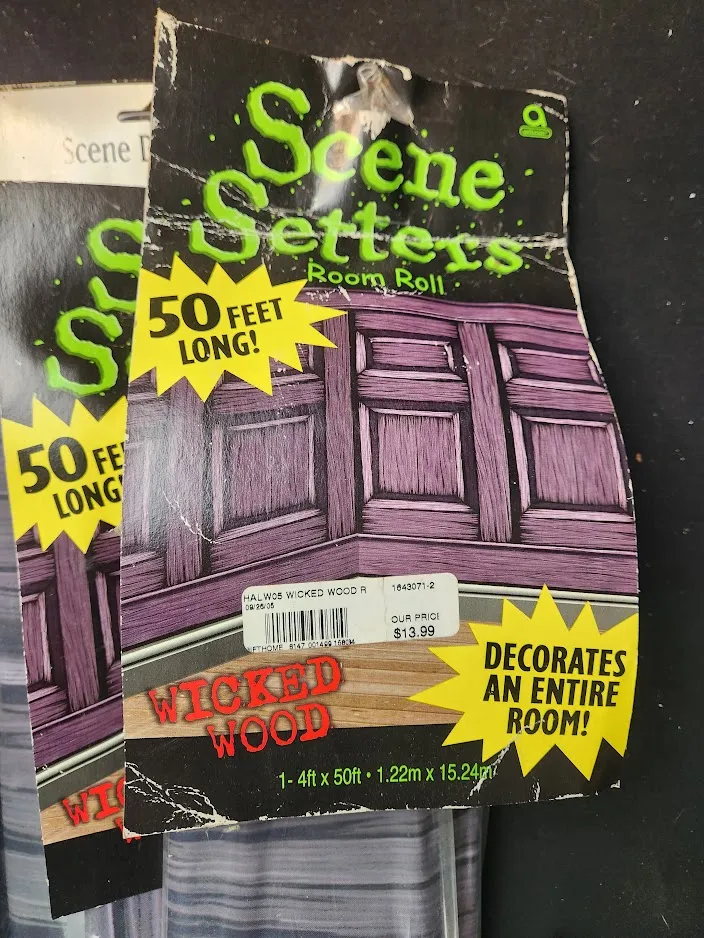 Scene
Setters
Room Roll
50 FEET
LONG!
HALW05 WICKED WOOD R
1643071-2
09/26/05
OUR PRICE
$13.99
WICKED
WOOD
DECORATES
AN ENTIRE
ROOM!
1- 4ft x 50ft • 1.22m x 15.24m
Scene
S
S
50 FE
LONG!
WIC
W